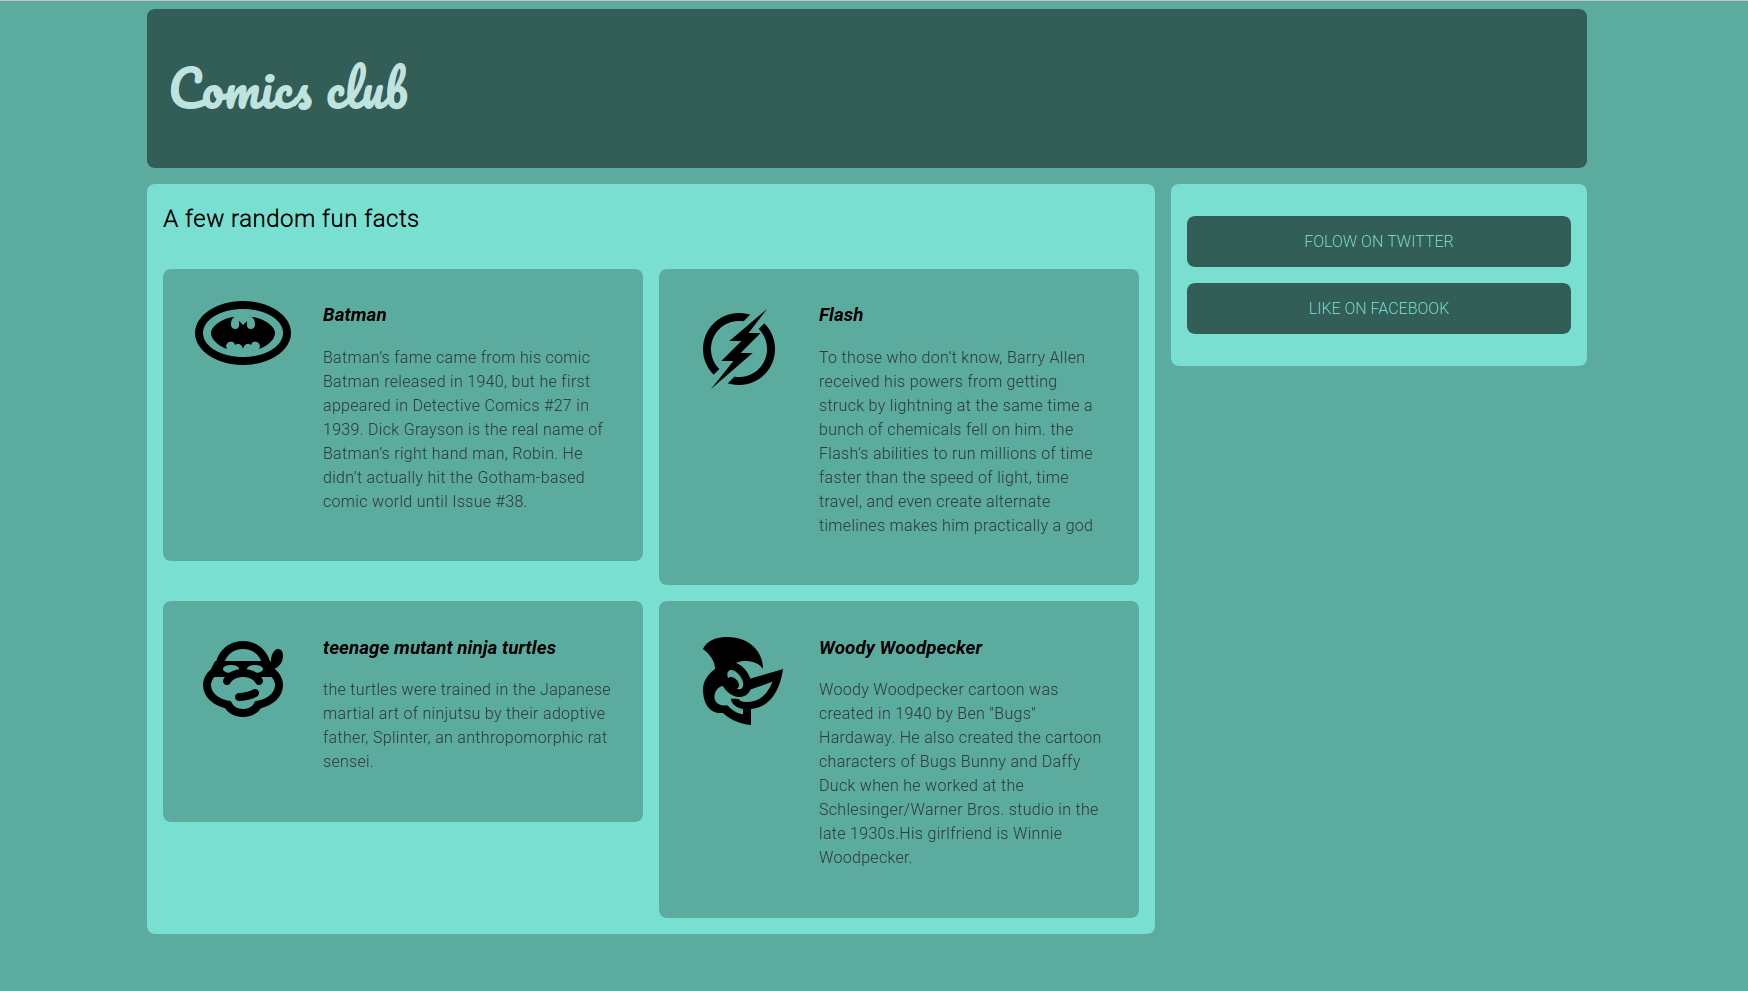 Comics club
A few random fun facts
Batman
Batman’s fame came from his comic
Batman released in 1940, but he first
appeared in Detective Comics #27 in
1939. Dick Grayson is the real name of
Batman’s right hand man, Robin. He
didn’t actually hit the Gotham-based
comic world until Issue #38.
Flash
To those who don’t know, Barry Allen
received his powers from getting
struck by lightning at the same time a
bunch of chemicals fell on him. the
Flash’s abilities to run millions of time
faster than the speed of light, time
travel, and even create alternate
timelines makes him practically a god
teenage mutant ninja turtles
the turtles were trained in the Japanese
martial art of ninjutsu by their adoptive
father, Splinter, an anthropomorphic rat
sensei.
Woody Woodpecker
Woody Woodpecker cartoon was
created in 1940 by Ben "Bugs"
Hardaway. He also created the cartoon
characters of Bugs Bunny and Daffy
Duck when he worked at the
Schlesinger/Warner Bros. studio in the
late 1930s.His girlfriend is Winnie
Woodpecker.
FOLOW ON TWITTER
LIKE ON FACEBOOK